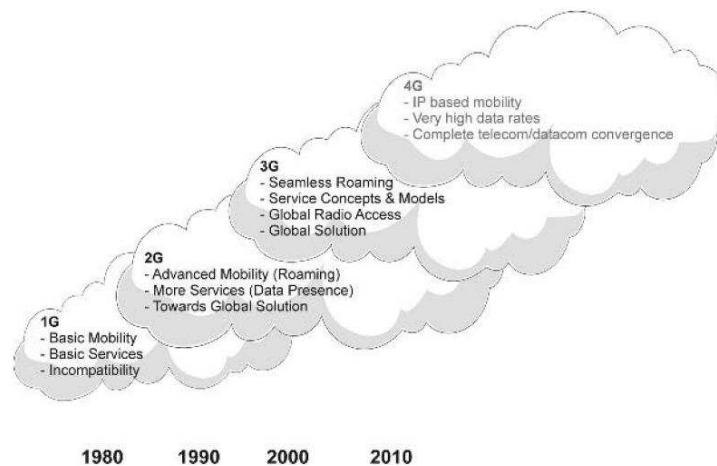 4G
- IP based mobility
- Very high data rates
- Complete telecom/datacom convergence
3G
- Seamless Roaming
- Service Concepts & Models
- Global Radio Access
- Global Solution
2G
- Advanced Mobility (Roaming)
- More Services (Data Presence)
- Towards Global Solution
1G
- Basic Mobility
- Basic Services
- Incompatibility
1980 1990 2000 2010